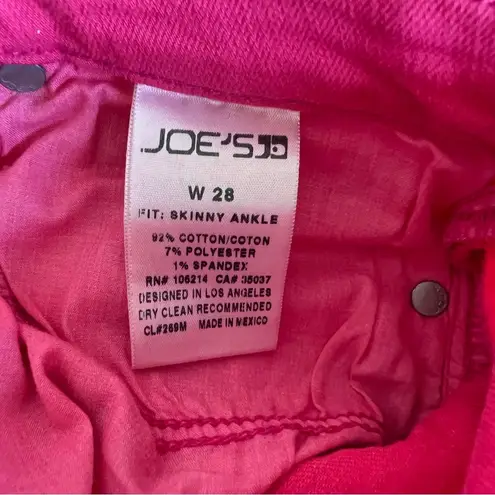 JOE'S
W 28
FIT: SKINNY ANKLE
92% COTTON/COTON
7% POLYESTER
1% SPANDEX
RN# 106214 CA# 35037
DESIGNED IN LOS ANGELES
DRY CLEAN RECOMMENDED
CL#269M MADE IN MEXICO